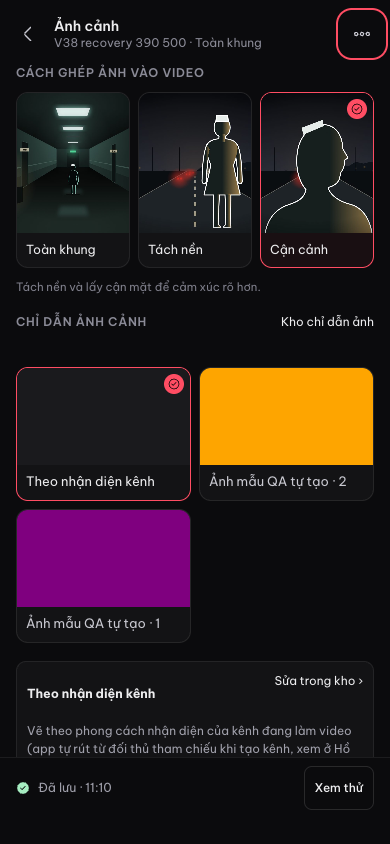 Ảnh cảnh
V38 recovery 390 500 · Toàn khung
CÁCH GHÉP ẢNH VÀO VIDEO
Toàn khung
Tách nền
Cận cảnh
Tách nền và lấy cận mặt để cảm xúc rõ hơn.
CHỈ DẪN ẢNH CẢNH
Kho chỉ dẫn ảnh
Theo nhận diện kênh
Ảnh mẫu QA tự tạo · 2
Ảnh mẫu QA tự tạo · 1
Sửa trong kho ›
Theo nhận diện kênh
Vẽ theo phong cách nhận diện của kênh đang làm video
(app tự rút từ đối thủ tham chiếu khi tạo kênh, xem ở Hồ
Đã lưu · 11:10
Xem thử